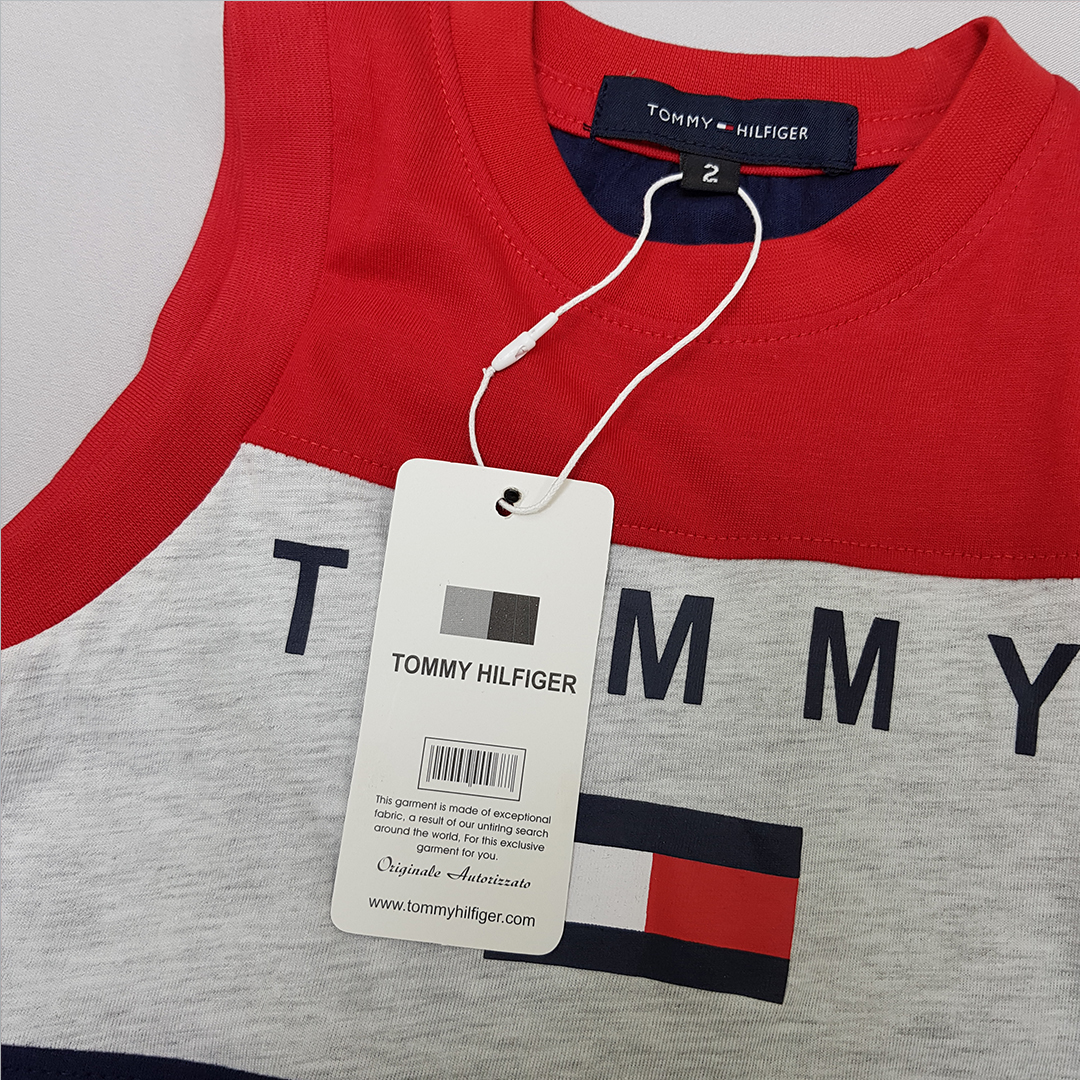 TOMMY HILFIGER
2
T MMY
TOMMY HILFIGER
This garment is made of exceptional
fabric, a result of our untiring search
around the world, For this exclusive
garment for you.
Originale Autorizzato
www.tommyhilfiger.com